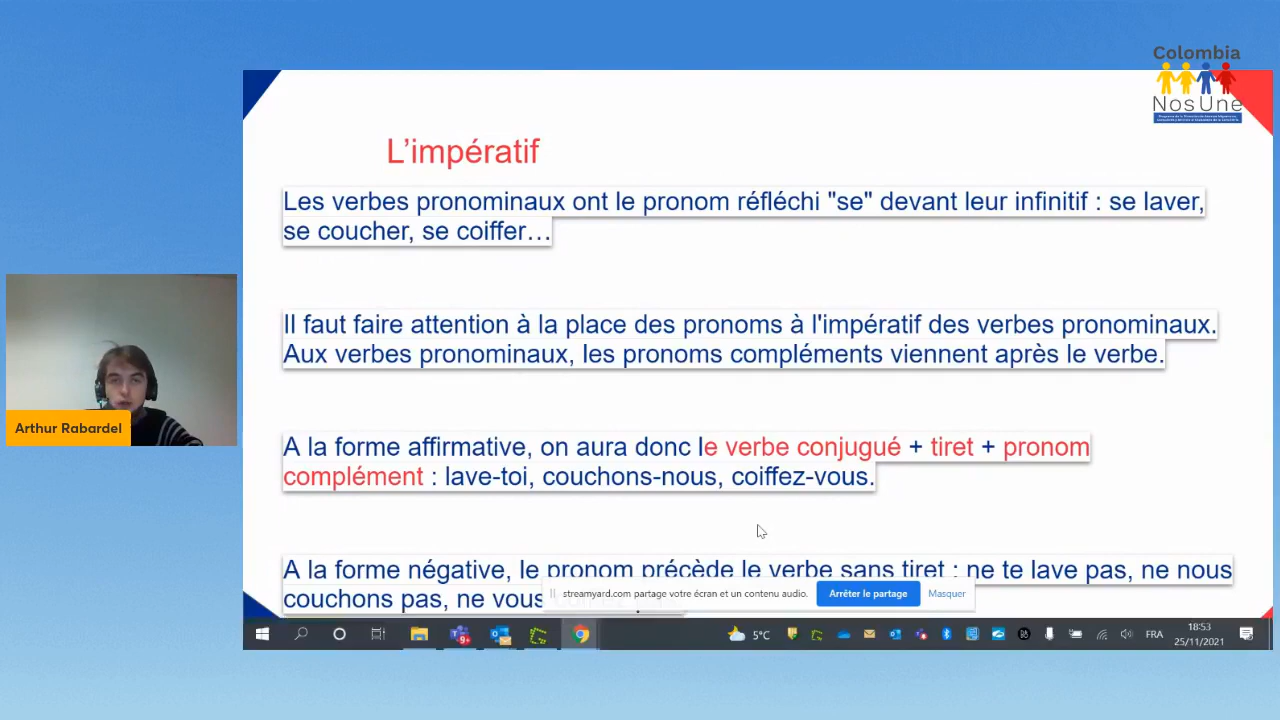 Colombia
NosUne
L'impératif
Les verbes pronominaux ont le pronom réfléchi "se" devant leur infinitif : se laver,
se coucher, se coiffer…
Il faut faire attention à la place des pronoms à l'impératif des verbes pronominaux.
Aux verbes pronominaux, les pronoms compléments viennent après le verbe.
Arthur Rabardel
A la forme affirmative, on aura donc le verbe conjugué + tiret + pronom
complément : lave-toi, couchons-nous, coiffez-vous.
A la forme négative, le pronom précède le verbe sans tiret : ne te lave pas, ne nous
couchons pas, ne vous
streamyard.com partage votre écran et un contenu audio. Arrêter le partage Masquer
5°C FRA 18:53
25/11/2021